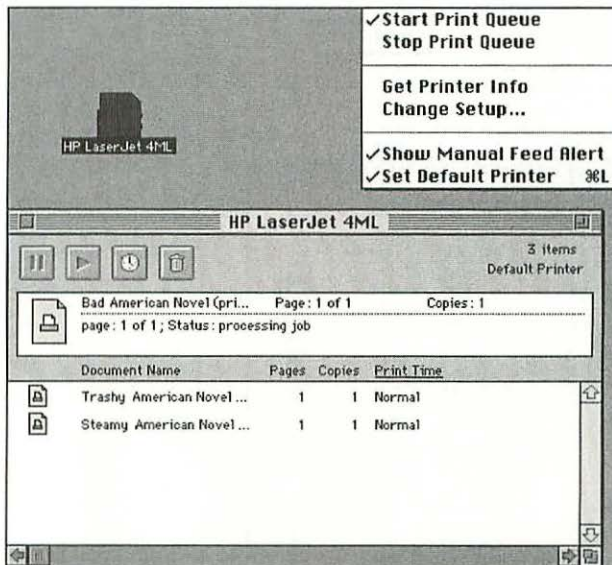 ✓Start Print Queue
Stop Print Queue
Get Printer Info
Change Setup...
✓Show Manual Feed Alert
✓Set Default Printer ⌘L
HP LaserJet 4ML
HP LaserJet 4ML
3 items
Default Printer
Bad American Novel (pri... Page: 1 of 1 Copies: 1
page: 1 of 1; Status: processing job
Document Name Pages Copies Print Time
Trashy American Novel ... 1 1 Normal
Steamy American Novel ... 1 1 Normal